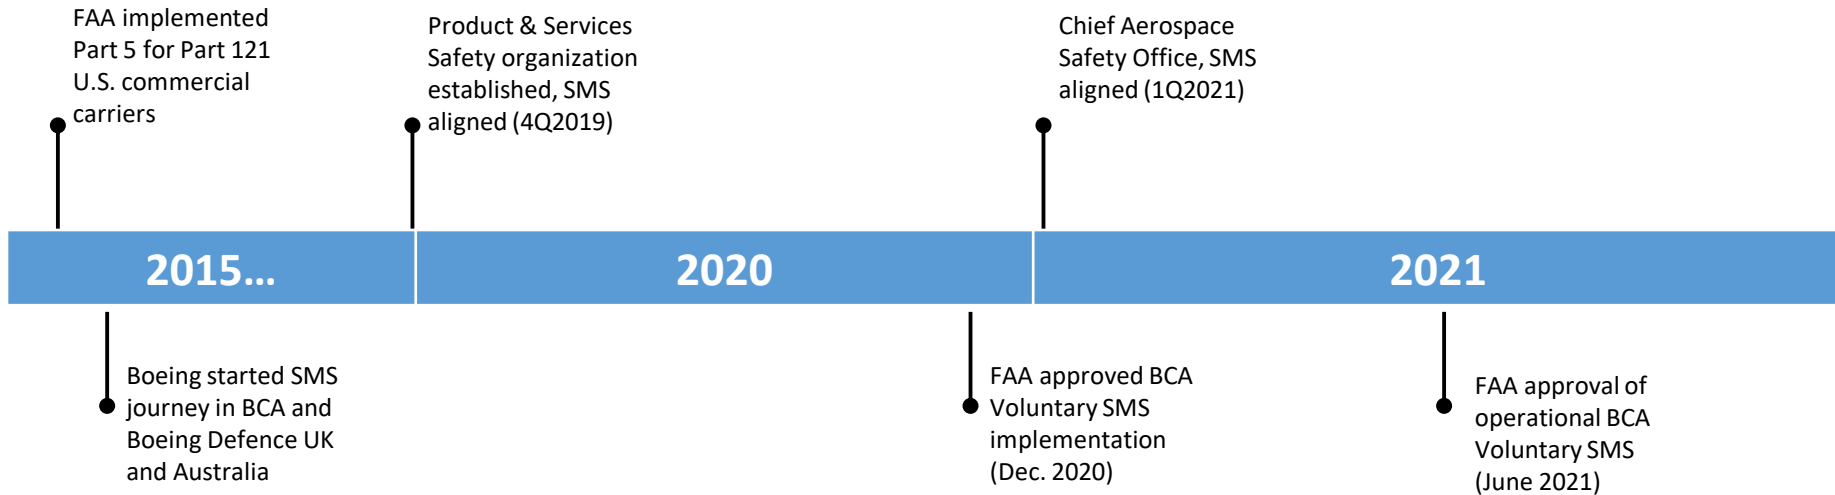 FAA implemented
Part 5 for Part 121
U.S. commercial
carriers
Product & Services
Safety organization
established, SMS
aligned (4Q2019)
Chief Aerospace
Safety Office, SMS
aligned (1Q2021)
2015...
2020
2021
Boeing started SMS
journey in BCA and
Boeing Defence UK
and Australia
FAA approved BCA
Voluntary SMS
implementation
(Dec. 2020)
FAA approval of
operational BCA
Voluntary SMS
(June 2021)